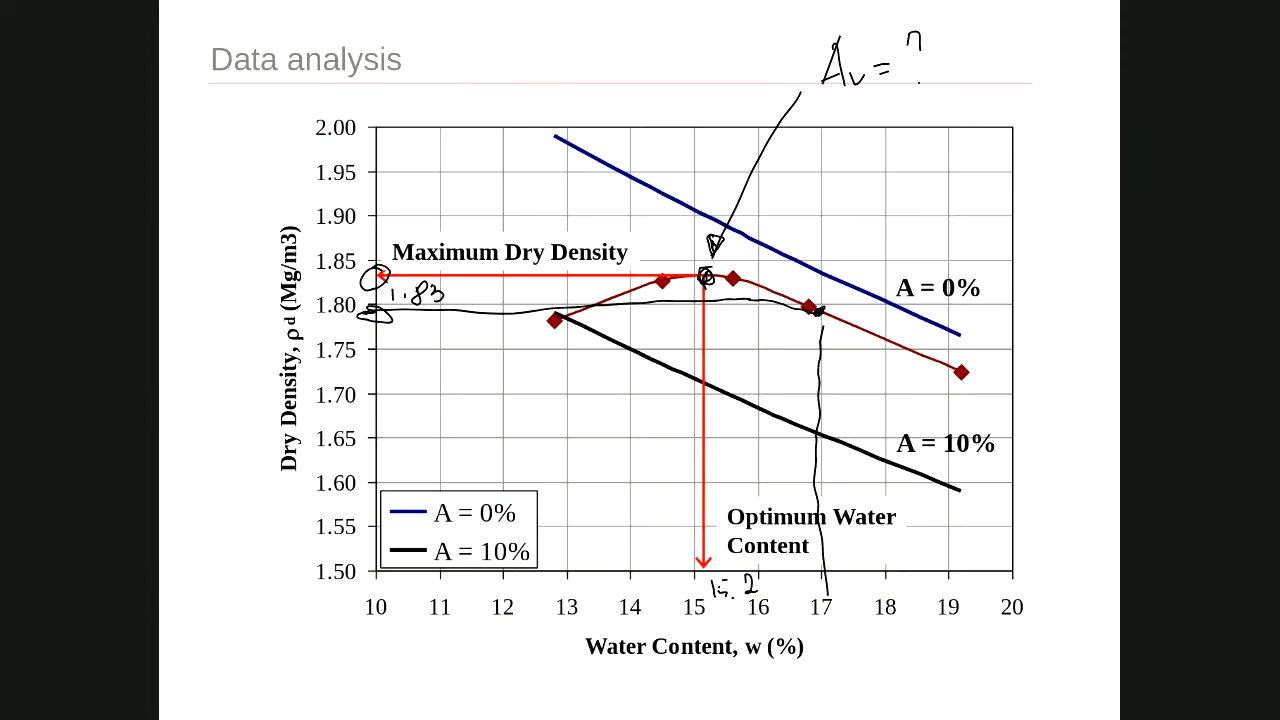 Data analysis
Av = ?
2.00
1.95
1.90
1.85
1.80
1.75
1.70
1.65
1.60
1.55
1.50
Dry Density, ρd (Mg/m3)
Maximum Dry Density
1.83
A = 0%
A = 10%
Optimum Water
Content
A = 0%
A = 10%
15.2
10 11 12 13 14 15 16 17 18 19 20
Water Content, w (%)